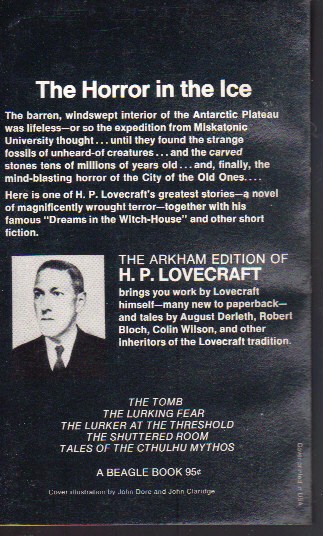 The Horror in the Ice
The barren, windswept interior of the Antarctic Plateau
was lifeless—or so the expedition from Miskatonic
University thought...until they found the strange
fossils of unheard-of creatures...and the carved
stones tens of millions of years old...and, finally, the
mind-blasting horror of the City of the Old Ones....
Here is one of H. P. Lovecraft's greatest stories—a novel
of magnificently wrought terror—together with his
famous "Dreams in the Witch-House" and other short
fiction.
THE ARKHAM EDITION OF
H. P. LOVECRAFT
brings you work by Lovecraft
himself—many new to paperback—
and tales by August Derleth, Robert
Bloch, Colin Wilson, and other
inheritors of the Lovecraft tradition.
THE TOMB
THE LURKING FEAR
THE LURKER AT THE THRESHOLD
THE SHUTTERED ROOM
TALES OF THE CTHULHU MYTHOS
A BEAGLE BOOK 95¢
Cover illustration by John Dore and John Claridge
Cover printed in USA